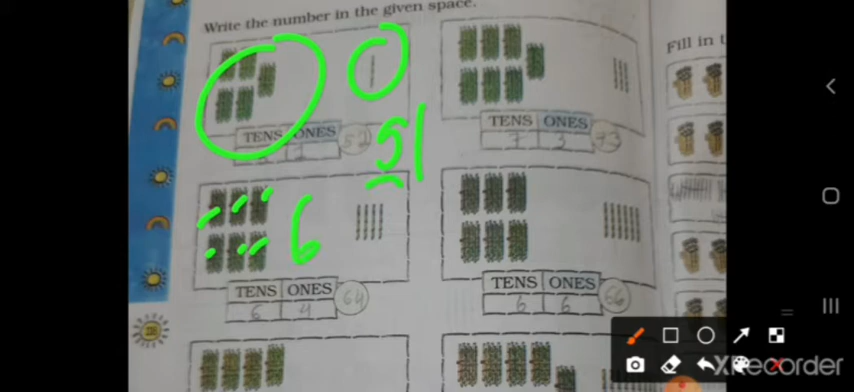 Write the number in the given space.
Fill in t
TENS ONES
52
51
TENS ONES
7 3
53
6
TENS ONES
6 4
64
TENS ONES
6 6
66
XRecorder